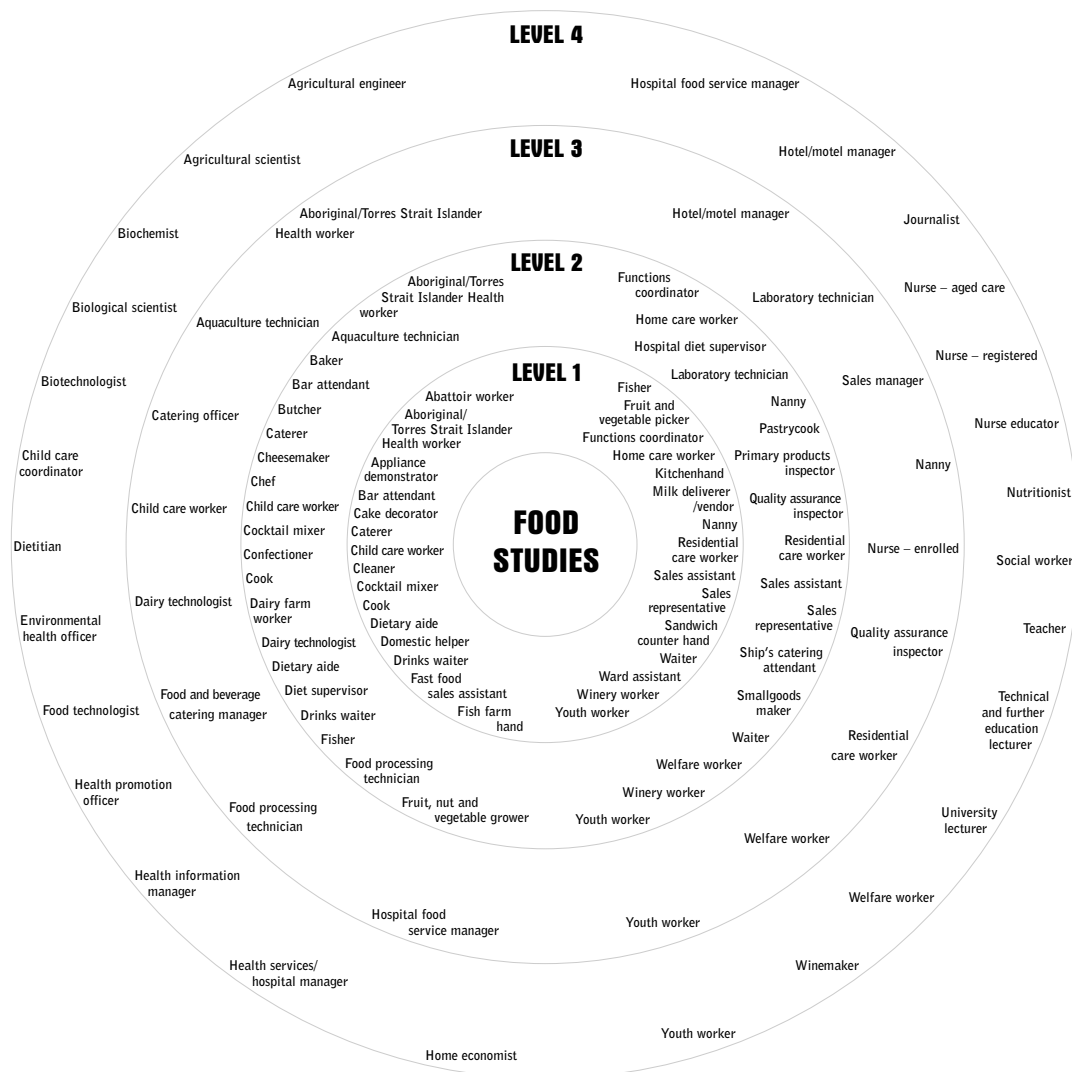 LEVEL 4
Agricultural engineer
Agricultural scientist
Biochemist
Biological scientist
Biotechnologist
Child care
coordinator
Dietitian
Environmental
health officer
Food technologist
Health promotion
officer
Health information
manager
Health services/
hospital manager
Home economist
Hospital food service manager
Hotel/motel manager
Journalist
Nurse – aged care
Nurse – registered
Nurse educator
Nutritionist
Social worker
Teacher
Technical
and further
education
lecturer
University
lecturer
Welfare worker
Winemaker
Youth worker
LEVEL 3
Aboriginal/Torres Strait Islander
Health worker
Aquaculture technician
Catering officer
Child care worker
Dairy technologist
Food and beverage
catering manager
Food processing
technician
Hospital food
service manager
Hotel/motel manager
Laboratory technician
Sales manager
Nanny
Nurse – enrolled
Quality assurance
inspector
Residential
care worker
Welfare worker
Youth worker
LEVEL 2
Aboriginal/Torres
Strait Islander Health
worker
Aquaculture technician
Baker
Bar attendant
Butcher
Caterer
Cheesemaker
Chef
Child care worker
Cocktail mixer
Confectioner
Cook
Dairy farm
worker
Dairy technologist
Dietary aide
Diet supervisor
Drinks waiter
Fisher
Food processing
technician
Fruit, nut and
vegetable grower
Functions
coordinator
Home care worker
Hospital diet supervisor
Laboratory technician
Nanny
Pastrycook
Primary products
inspector
Quality assurance
inspector
Residential
care worker
Sales assistant
Sales
representative
Ship's catering
attendant
Smallgoods
maker
Waiter
Welfare worker
Winery worker
Youth worker
LEVEL 1
Abattoir worker
Aboriginal/
Torres Strait Islander
Health worker
Appliance
demonstrator
Bar attendant
Cake decorator
Caterer
Child care worker
Cleaner
Cocktail mixer
Cook
Dietary aide
Domestic helper
Drinks waiter
Fast food
sales assistant
Fish farm
hand
Fisher
Fruit and
vegetable picker
Functions coordinator
Home care worker
Kitchenhand
Milk deliverer
/vendor
Nanny
Residential
care worker
Sales assistant
Sales
representative
Sandwich
counter hand
Waiter
Ward assistant
Winery worker
Youth worker
FOOD
STUDIES